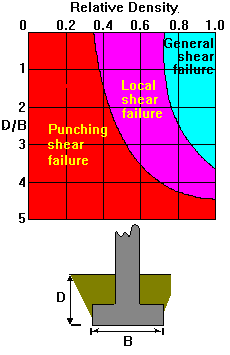 Relative Density.
0 0.2 0.4 0.6 0.8 1.0
General
shear
failure
1
Local
shear
failure
2
D/B
Punching
shear
failure
3
4
5
D
B